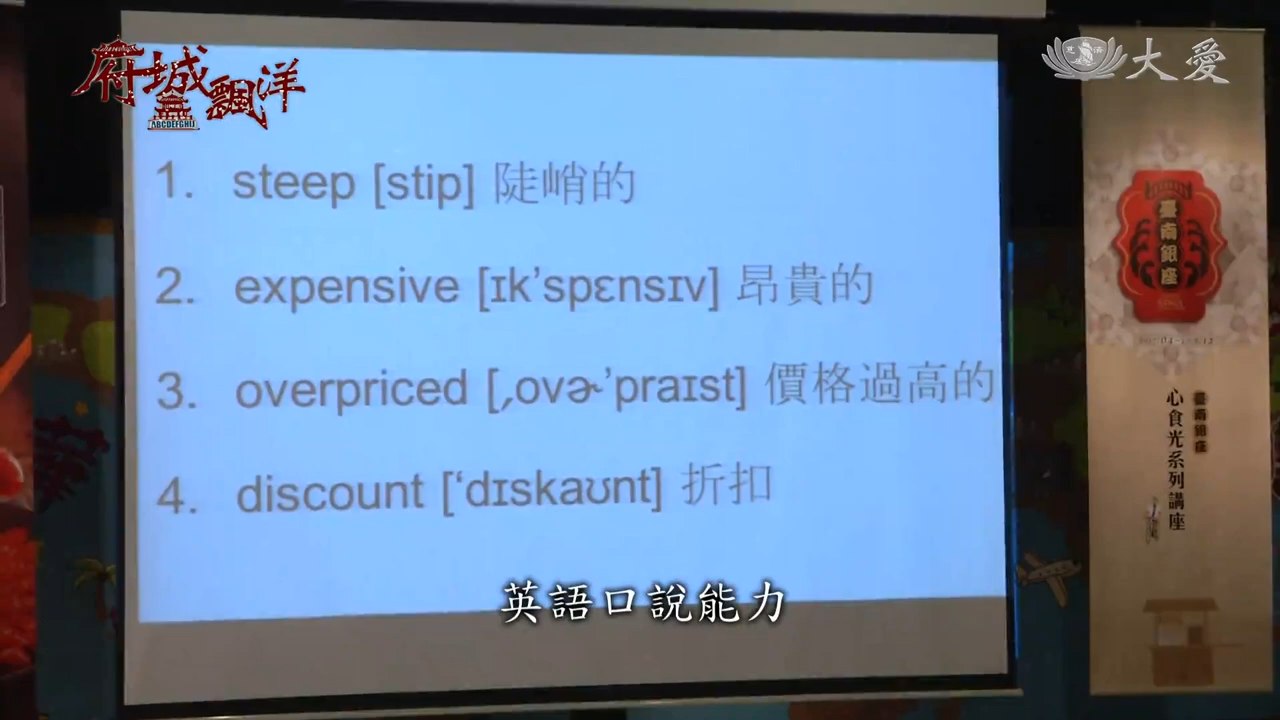 府城飄洋
ABCDEFGHIJ
大愛
1. steep [stip] 陡峭的
2. expensive [ɪk’spɛnsɪv] 昂貴的
3. overpriced [ˏovɚ’praɪst] 價格過高的
4. discount [‘dɪskaʊnt] 折扣
臺南銀座
臺南銀座
心食光系列講座
英語口說能力